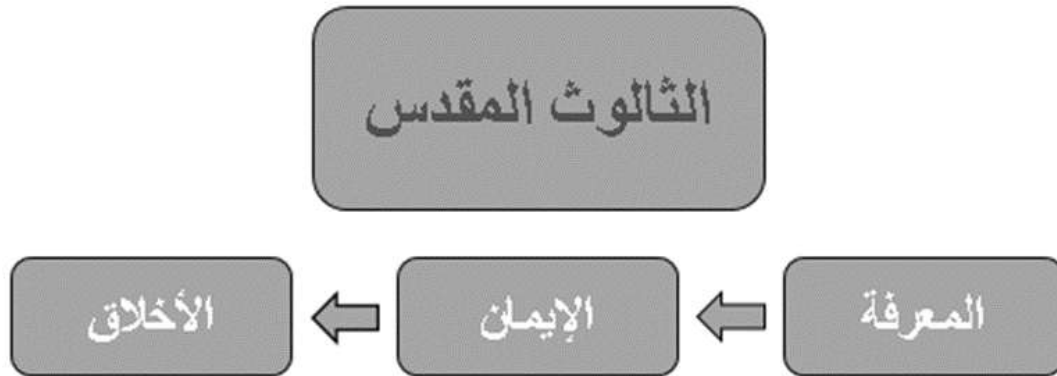 الثالوث المقدس
المعرفة
الإيمان
الأخلاق